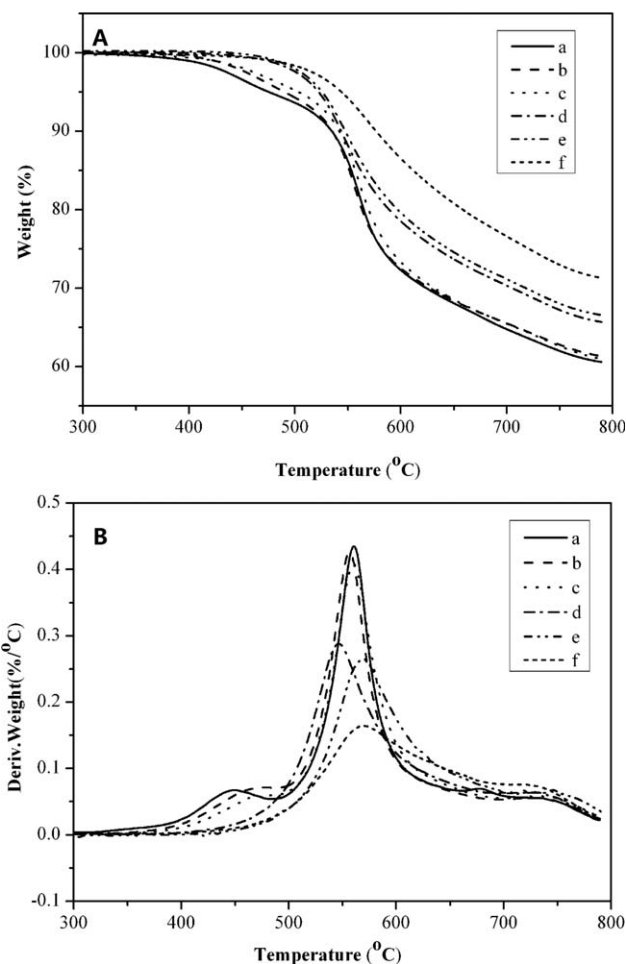 A
a
b
c
d
e
f
100
90
80
70
60
Weight (%)
300 400 500 600 700 800
Temperature (°C)
B
a
b
c
d
e
f
0.5
0.4
0.3
0.2
0.1
0.0
-0.1
Deriv.Weight(%/°C)
300 400 500 600 700 800
Temperature (°C)